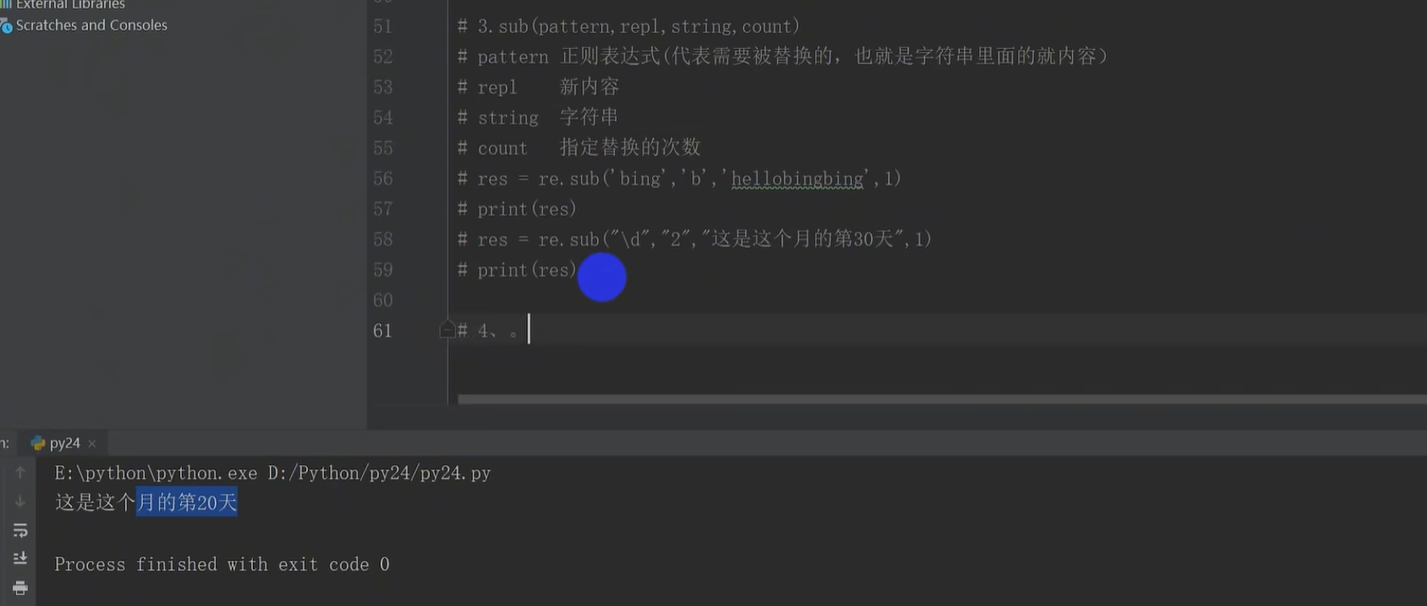 External Libraries
Scratches and Consoles
51 # 3.sub(pattern,repl,string,count)
52 # pattern 正则表达式(代表需要被替换的，也就是字符串里面的就内容）
53 # repl 新内容
54 # string 字符串
55 # count 指定替换的次数
56 # res = re.sub('bing','b','hellobingbing',1)
57 # print(res)
58 # res = re.sub("\d","2","这是这个月的第30天",1)
59 # print(res)
60
61 # 4、。
n: py24 ×
E:\python\python.exe D:/Python/py24/py24.py
这是这个月的第20天
Process finished with exit code 0